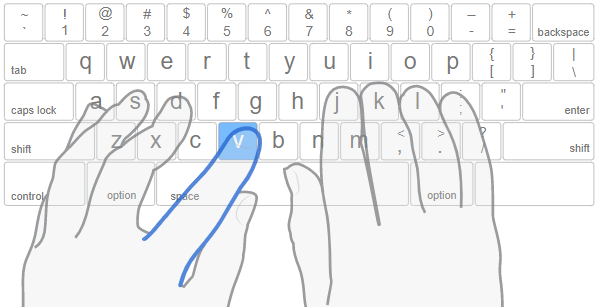 ~ ! @ # $ % ^ & * ( ) – +
` 1 2 3 4 5 6 7 8 9 0 - = backspace
tab q w e r t y u i o p { [ } ] | \
caps lock a s d f g h j k l : ; " ' enter
shift z x c v b n m < , > . ? / shift
control option space option